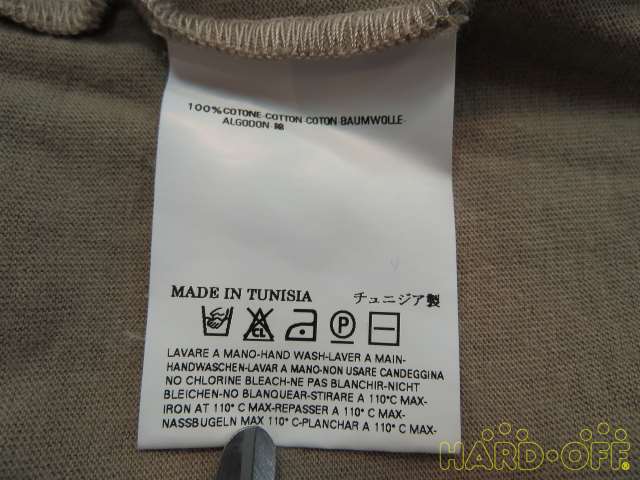 100%COTONE-COTTON COTON-BAUMWOLLE-
ALGODON-綿
MADE IN TUNISIA チュニジア製
CL P
LAVARE A MANO-HAND WASH-LAVER A MAIN-
HANDWASCHEN-LAVAR A MANO-NON USARE CANDEGGINA
NO CHLORINE BLEACH-NE PAS BLANCHIR-NICHT
BLEICHEN-NO BLANQUEAR-STIRARE A 110°C MAX-
IRON AT 110° C MAX-REPASSER A 110° C MAX-
NASSBUGELN MAX 110° C-PLANCHAR A 110° C MAX-
HARD-OFF